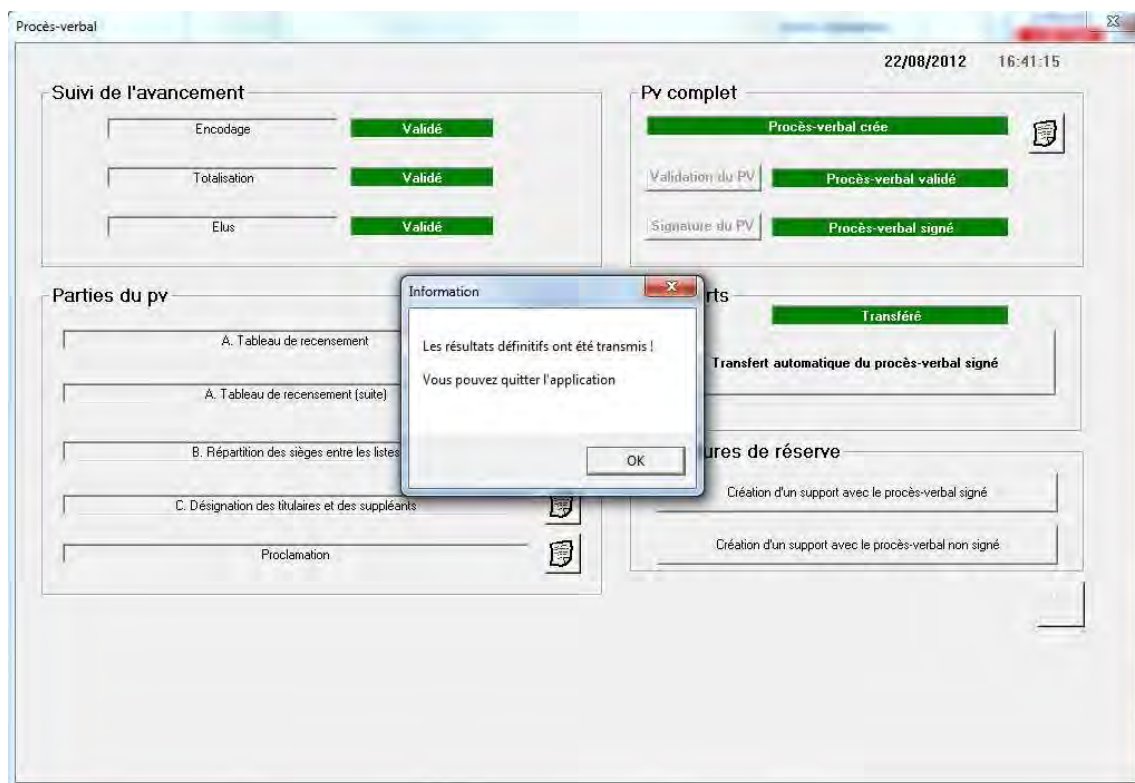 Procès-verbal
22/08/2012 16:41:15
Suivi de l'avancement
Encodage Validé
Totalisation Validé
Elus Validé
Pv complet
Procès-verbal crée
Validation du PV Procès-verbal validé
Signature du PV Procès-verbal signé
Parties du pv
A. Tableau de recensement
A. Tableau de recensement (suite)
B. Répartition des sièges entre les listes
C. Désignation des titulaires et des suppléants
Proclamation
Information
Les résultats définitifs ont été transmis !
Vous pouvez quitter l'application
OK
rts
Transféré
Transfert automatique du procès-verbal signé
ures de réserve
Création d'un support avec le procès-verbal signé
Création d'un support avec le procès-verbal non signé